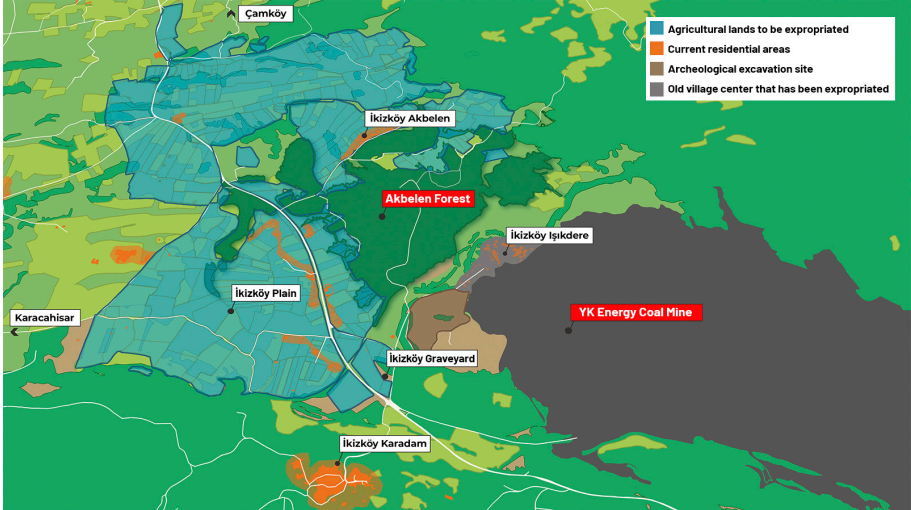 Çamköy
Agricultural lands to be expropriated
Current residential areas
Archeological excavation site
Old village center that has been expropriated
İkizköy Akbelen
Akbelen Forest
İkizköy Işıkdere
İkizköy Plain
Karacahisar
YK Energy Coal Mine
İkizköy Graveyard
İkizköy Karadam